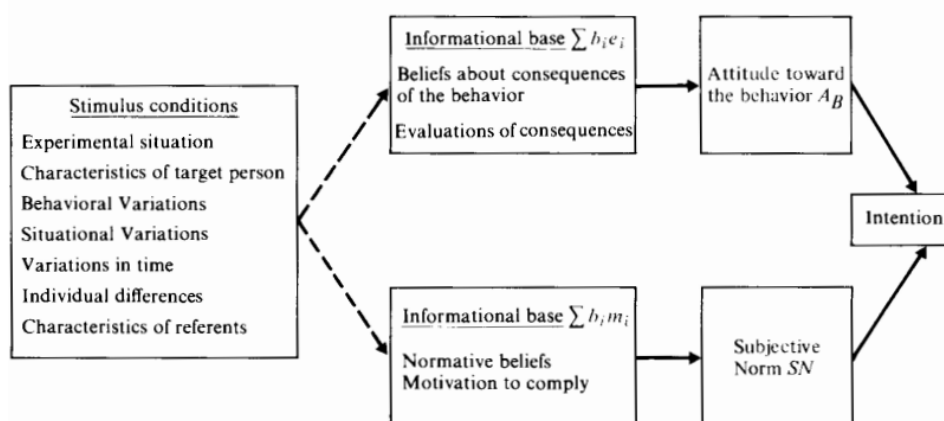 Stimulus conditions
Experimental situation
Characteristics of target person
Behavioral Variations
Situational Variations
Variations in time
Individual differences
Characteristics of referents
Informational base ∑ bᵢeᵢ
Beliefs about consequences
of the behavior
Evaluations of consequences
Attitude toward
the behavior A_B
Informational base ∑ bᵢmᵢ
Normative beliefs
Motivation to comply
Subjective
Norm SN
Intention